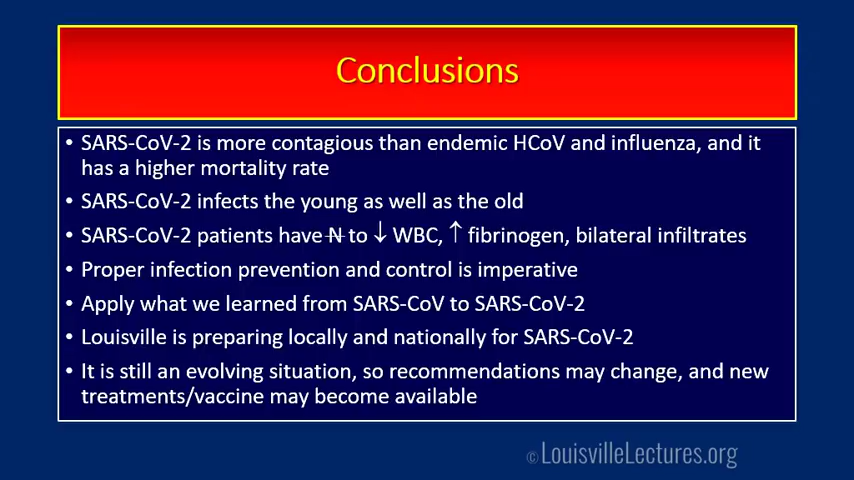 Conclusions
• SARS-CoV-2 is more contagious than endemic HCoV and influenza, and it
has a higher mortality rate
• SARS-CoV-2 infects the young as well as the old
• SARS-CoV-2 patients have N to ↓ WBC, ↑ fibrinogen, bilateral infiltrates
• Proper infection prevention and control is imperative
• Apply what we learned from SARS-CoV to SARS-CoV-2
• Louisville is preparing locally and nationally for SARS-CoV-2
• It is still an evolving situation, so recommendations may change, and new
treatments/vaccine may become available
© LouisvilleLectures.org